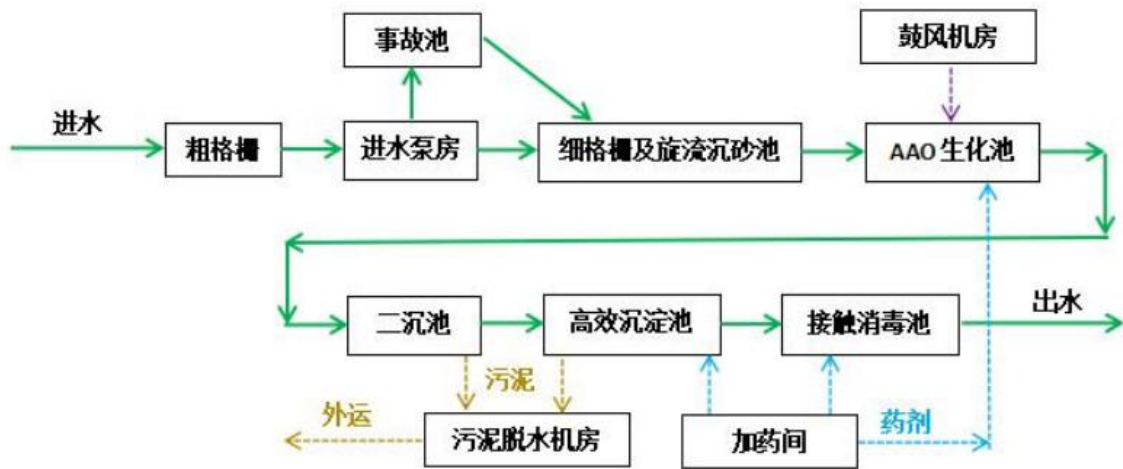 事故池
鼓风机房
进水
粗格栅
进水泵房
细格栅及旋流沉砂池
AAO生化池
二沉池
高效沉淀池
接触消毒池
出水
污泥
外运
污泥脱水机房
加药间
药剂